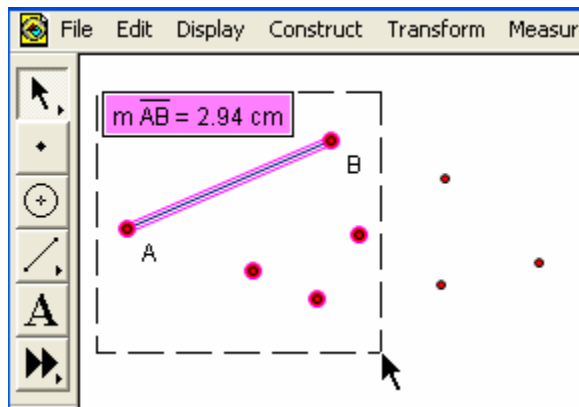 File Edit Display Construct Transform Measur
m AB = 2.94 cm
B
A
A